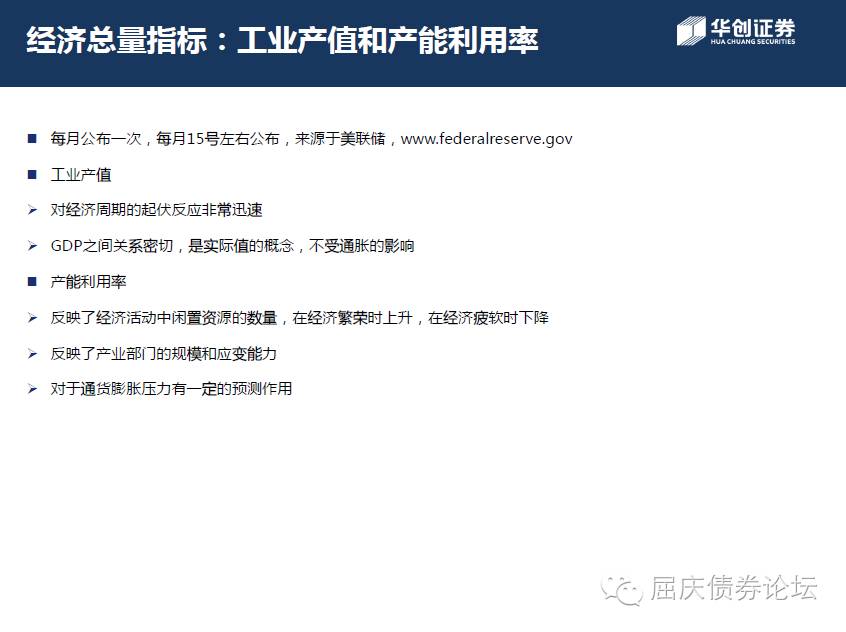 经济总量指标：工业产值和产能利用率
华创证券
HUA CHUANG SECURITIES
每月公布一次，每月15号左右公布，来源于美联储，www.federalreserve.gov
工业产值
对经济周期的起伏反应非常迅速
GDP之间关系密切，是实际值的概念，不受通胀的影响
产能利用率
反映了经济活动中闲置资源的数量，在经济繁荣时上升，在经济疲软时下降
反映了产业部门的规模和应变能力
对于通货膨胀压力有一定的预测作用
屈庆债券论坛